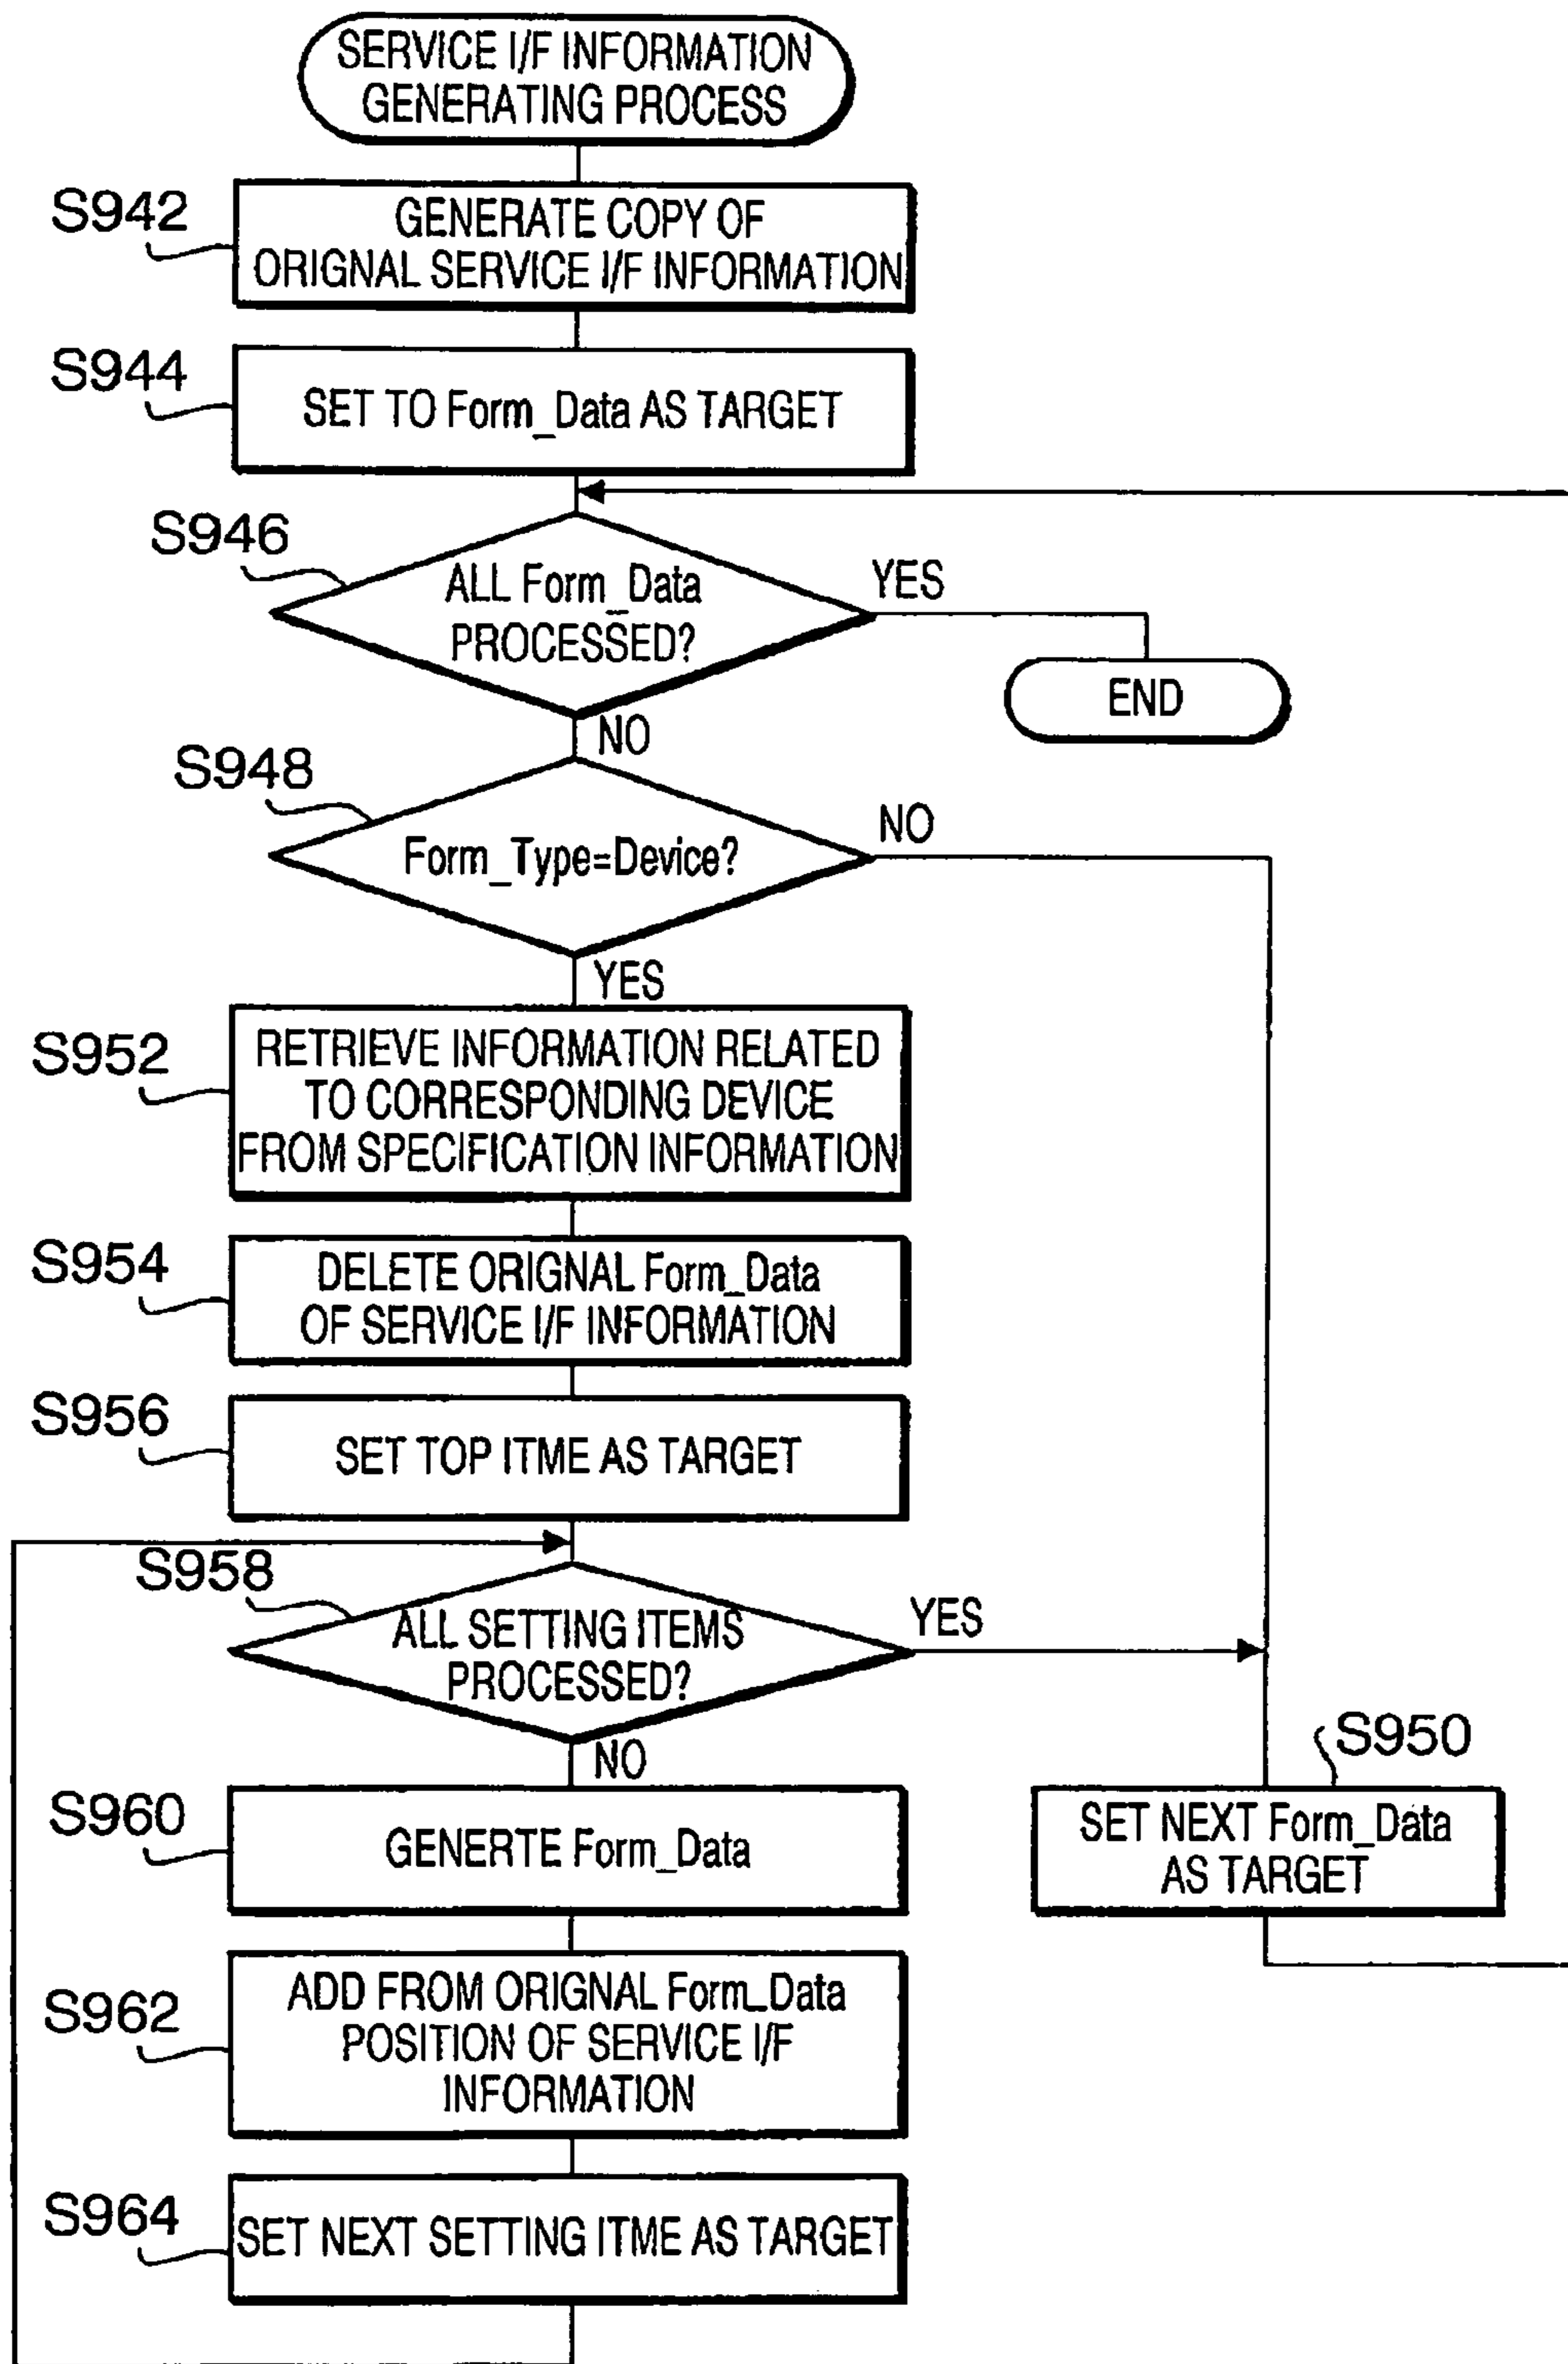 SERVICE I/F INFORMATION
GENERATING PROCESS
S942
GENERATE COPY OF
ORIGNAL SERVICE I/F INFORMATION
S944
SET TO Form_Data AS TARGET
S946
ALL Form_Data
PROCESSED?
YES
END
NO
S948
Form_Type=Device?
NO
YES
S952
RETRIEVE INFORMATION RELATED
TO CORRESPONDING DEVICE
FROM SPECIFICATION INFORMATION
S954
DELETE ORIGNAL Form_Data
OF SERVICE I/F INFORMATION
S956
SET TOP ITME AS TARGET
S958
ALL SETTING ITEMS
PROCESSED?
YES
NO
S950
SET NEXT Form_Data
AS TARGET
S960
GENERTE Form_Data
S962
ADD FROM ORIGNAL Form_Data
POSITION OF SERVICE I/F
INFORMATION
S964
SET NEXT SETTING ITME AS TARGET